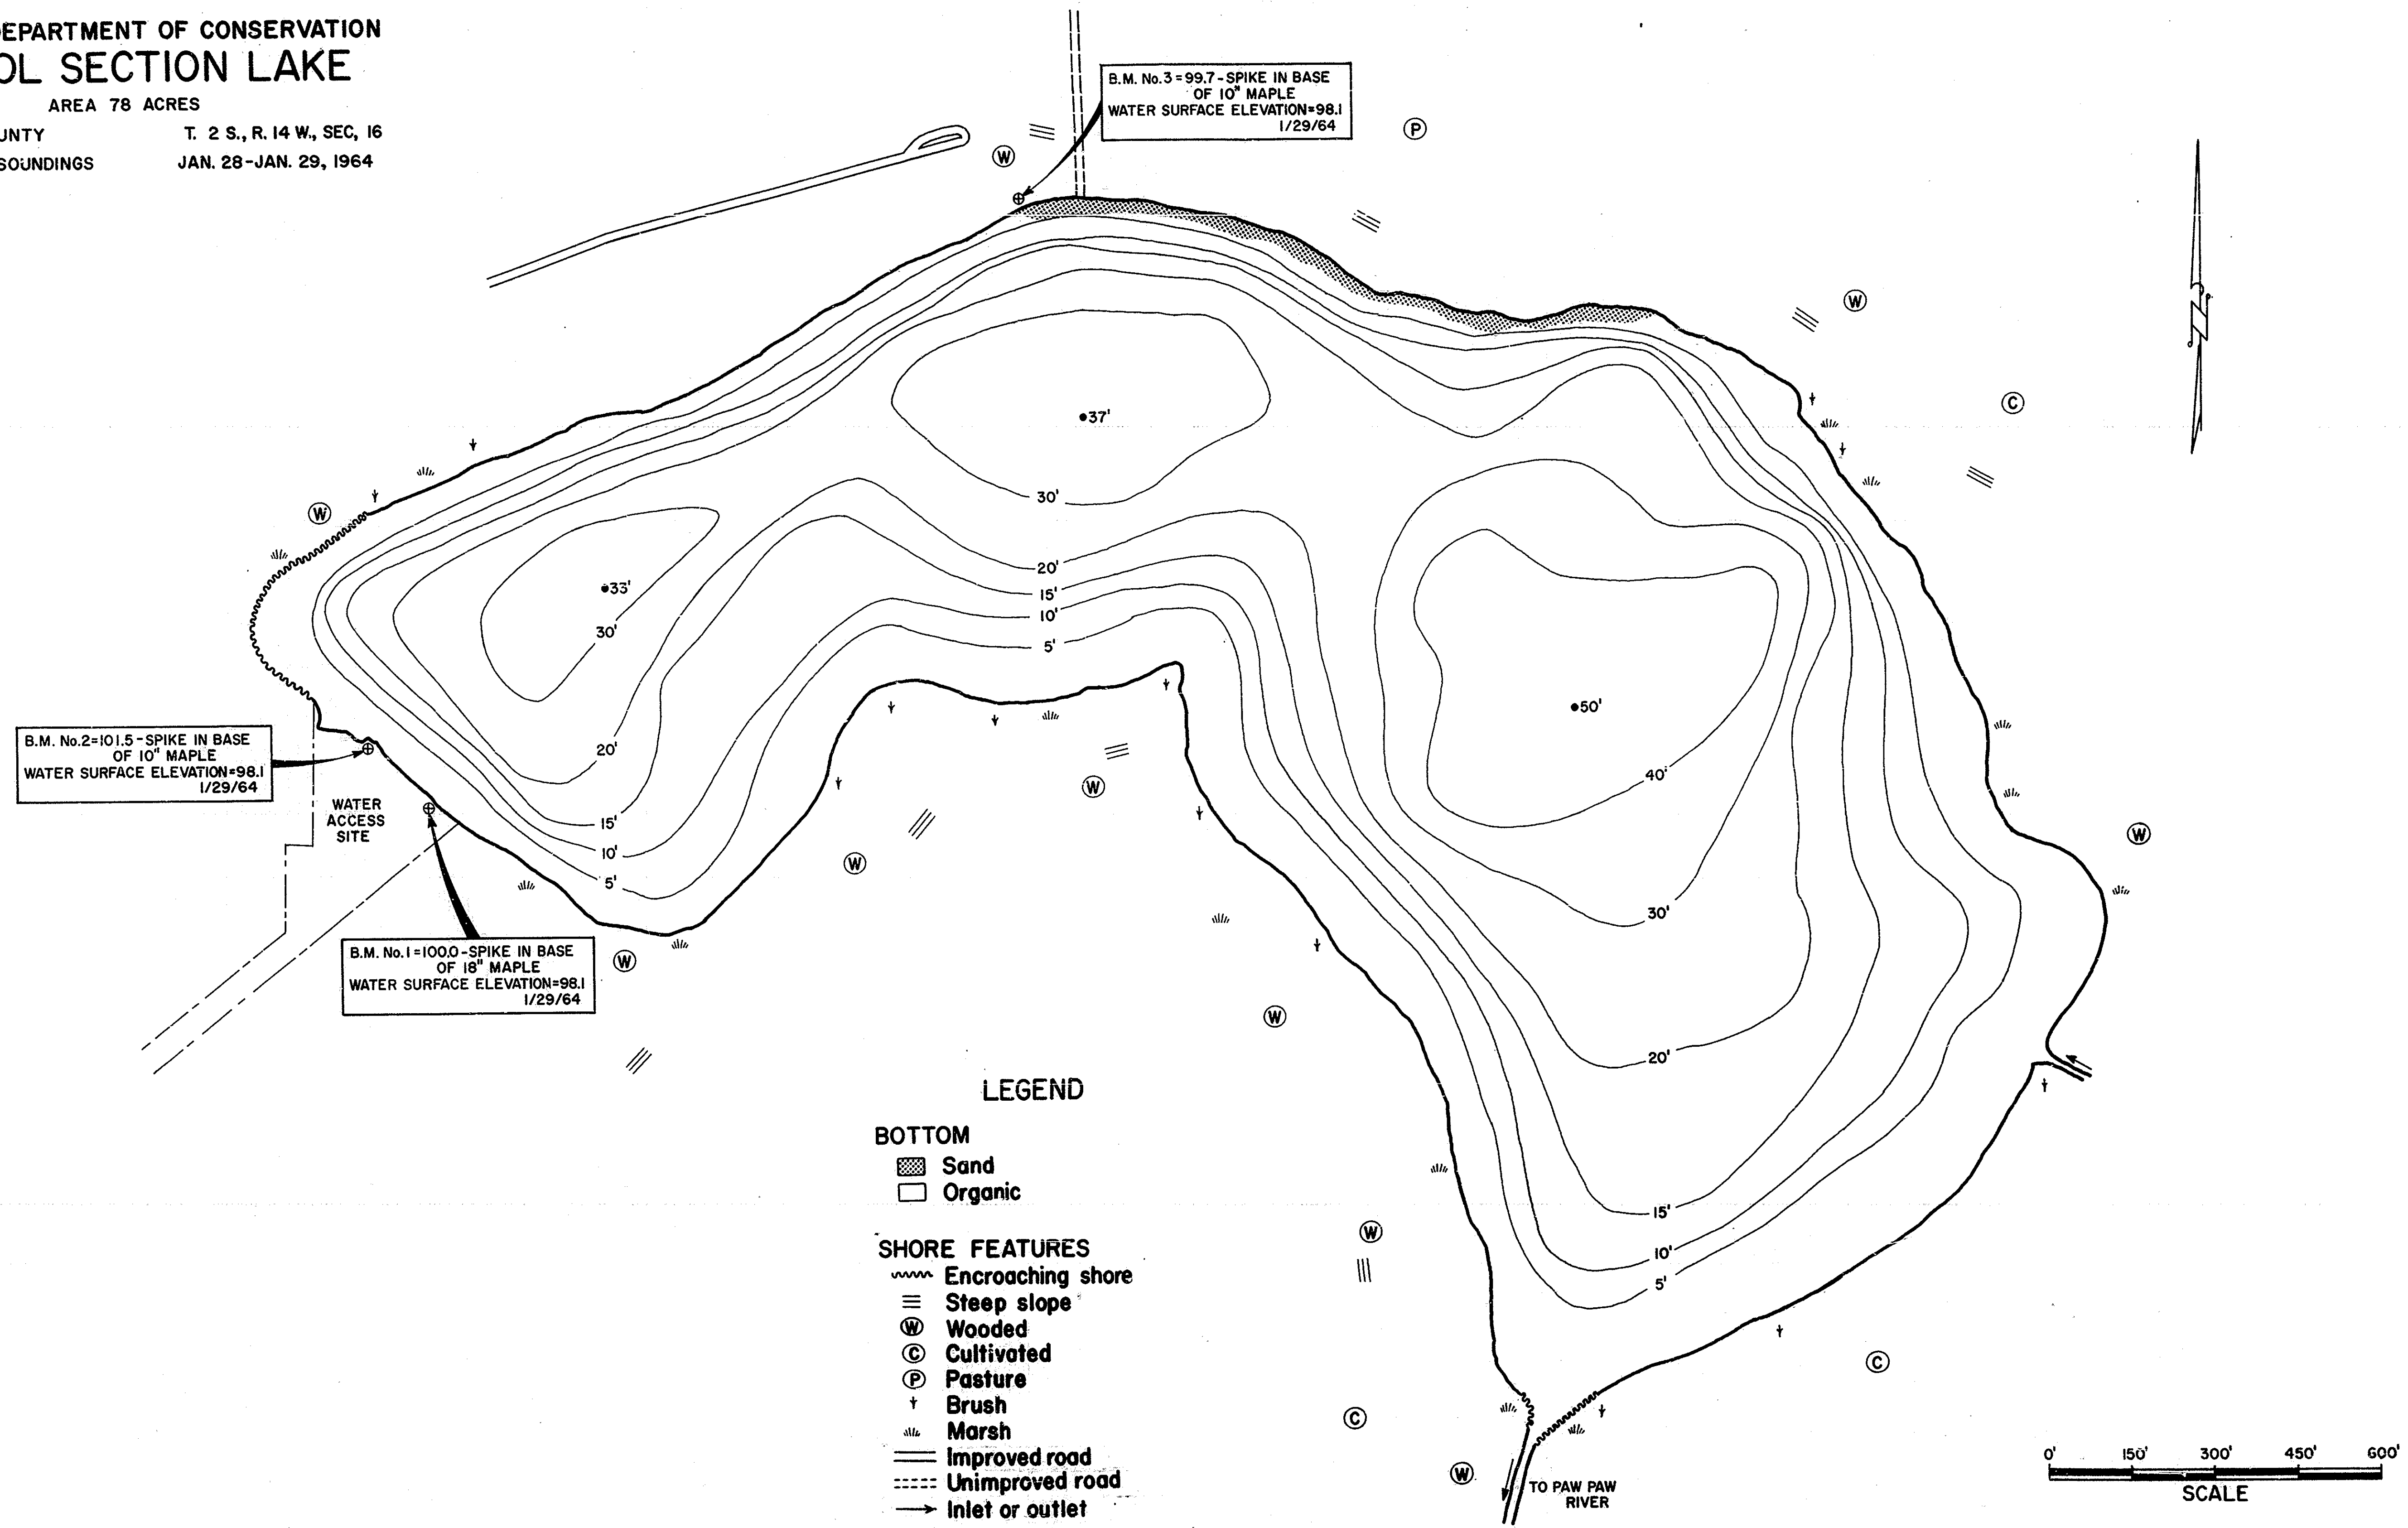 DEPARTMENT OF CONSERVATION
OL SECTION LAKE
AREA 78 ACRES
UNTY T. 2 S., R. 14 W., SEC, 16
SOUNDINGS JAN. 28-JAN. 29, 1964
B.M. No.3 = 99.7-SPIKE IN BASE
OF 10" MAPLE
WATER SURFACE ELEVATION=98.1
1/29/64
P
W
N
W
C
37'
30'
W
33'
30'
20'
15'
10'
5'
50'
40'
B.M. No.2=101.5-SPIKE IN BASE
OF 10" MAPLE
WATER SURFACE ELEVATION=98.1
1/29/64
20'
WATER
ACCESS
SITE
15'
10'
5'
W
W
W
30'
B.M. No.1=100.0-SPIKE IN BASE
OF 18" MAPLE
WATER SURFACE ELEVATION=98.1
1/29/64
W
W
20'
15'
10'
5'
W
C
C
W
TO PAW PAW
RIVER
LEGEND
BOTTOM
Sand
Organic
SHORE FEATURES
Encroaching shore
Steep slope
W Wooded
C Cultivated
P Pasture
Brush
Marsh
Improved road
Unimproved road
Inlet or outlet
0' 150' 300' 450' 600'
SCALE